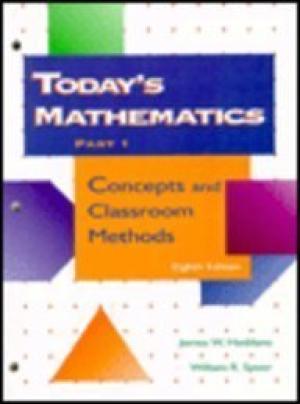 TODAY'S
MATHEMATICS
PART 1
Concepts and
Classroom
Methods
Eighth Edition
James W. Heddens
William R. Speer